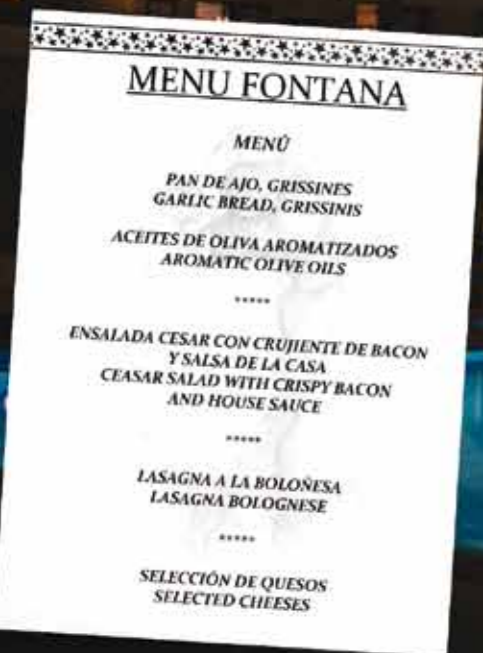 MENU FONTANA
MENÚ
PAN DE AJO, GRISSINES
GARLIC BREAD, GRISSINIS
ACEITES DE OLIVA AROMATIZADOS
AROMATIC OLIVE OILS
*****
ENSALADA CESAR CON CRUJIENTE DE BACON
Y SALSA DE LA CASA
CEASAR SALAD WITH CRISPY BACON
AND HOUSE SAUCE
*****
LASAGNA A LA BOLOÑESA
LASAGNA BOLOGNESE
*****
SELECCIÓN DE QUESOS
SELECTED CHEESES